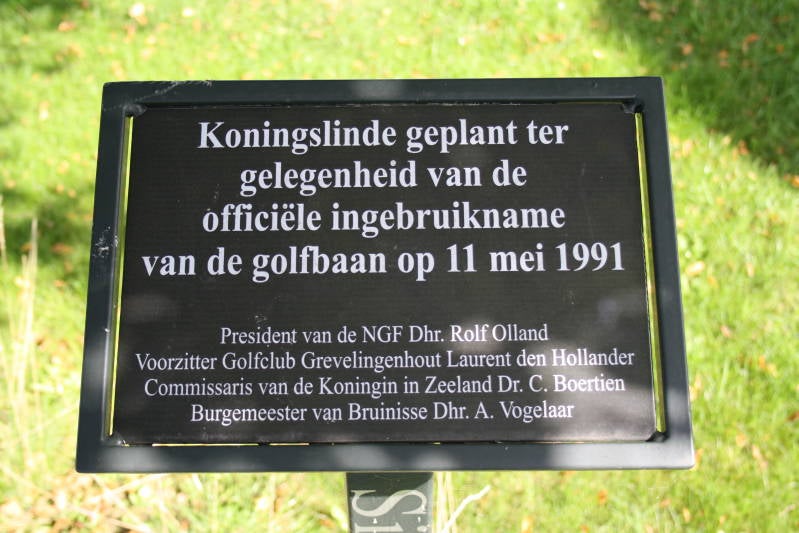 Koningslinde geplant ter
gelegenheid van de
officiële ingebruikname
van de golfbaan op 11 mei 1991
President van de NGF Dhr. Rolf Olland
Voorzitter Golfclub Grevelingenhout Laurent den Hollander
Commissaris van de Koningin in Zeeland Dr. C. Boertien
Burgemeester van Bruinisse Dhr. A. Vogelaar